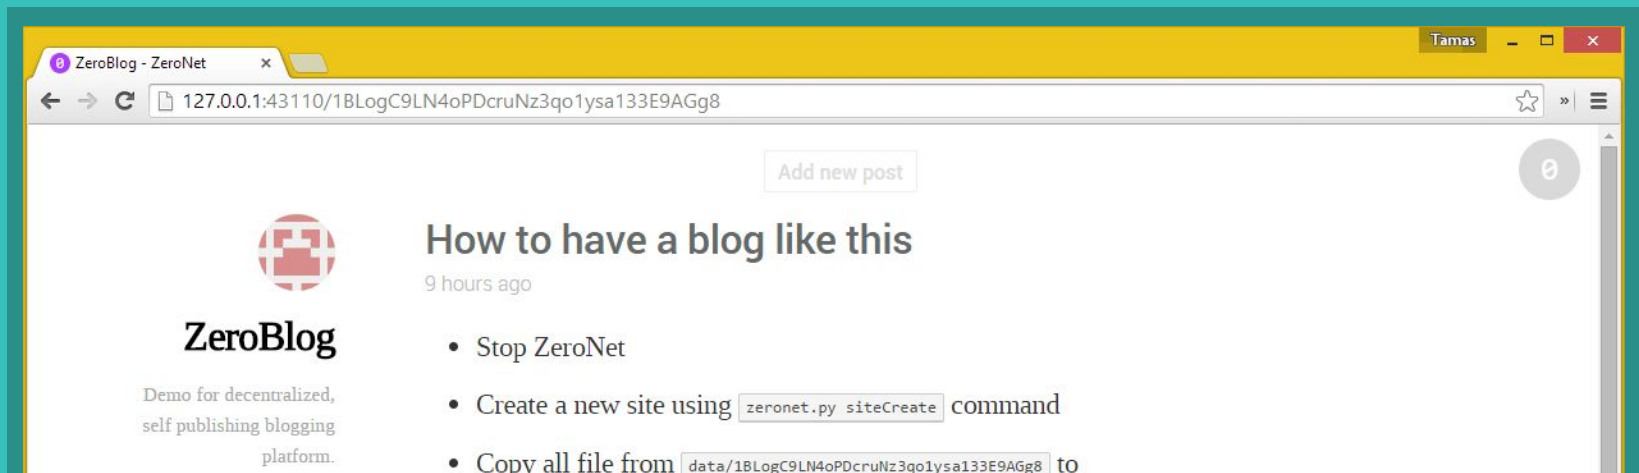 Tamas
ZeroBlog - ZeroNet
127.0.0.1:43110/1BLogC9LN4oPDcruNz3qo1ysa133E9AGg8
Add new post
0
How to have a blog like this
9 hours ago
ZeroBlog
Demo for decentralized,
self publishing blogging
platform.
• Stop ZeroNet
• Create a new site using zeronet.py siteCreate command
• Copy all file from data/1BLogC9LN4oPDcruNz3qo1ysa133E9AGg8 to